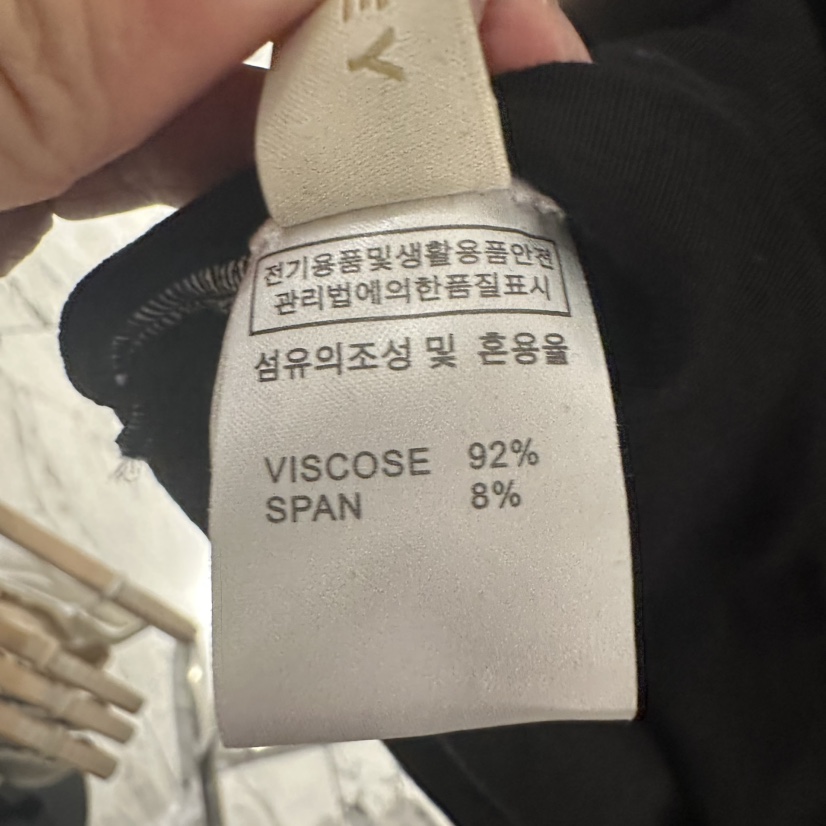 EY
전기용품및생활용품안전
관리법에의한품질표시
섬유의조성 및 혼용율
VISCOSE 92%
SPAN 8%